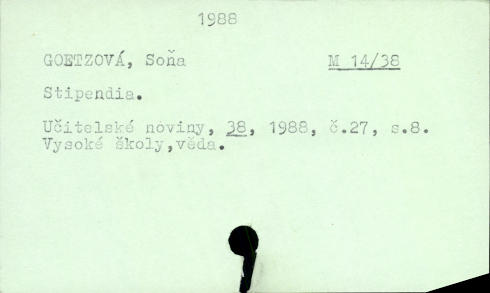 1988
GOETZOVÁ, Soňa M 14/38
Stipendia.
Učitelské noviny, 38, 1988, č.27, s.8.
Vysoké školy,věda.